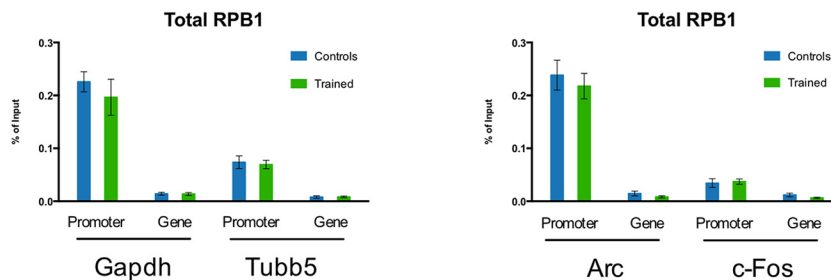 Total RPB1
0.3
0.2
0.1
0.0
% of Input
Controls
Trained
Promoter Gene Promoter Gene
Gapdh Tubb5
Total RPB1
0.3
0.2
0.1
0.0
% of Input
Controls
Trained
Promoter Gene Promoter Gene
Arc c-Fos